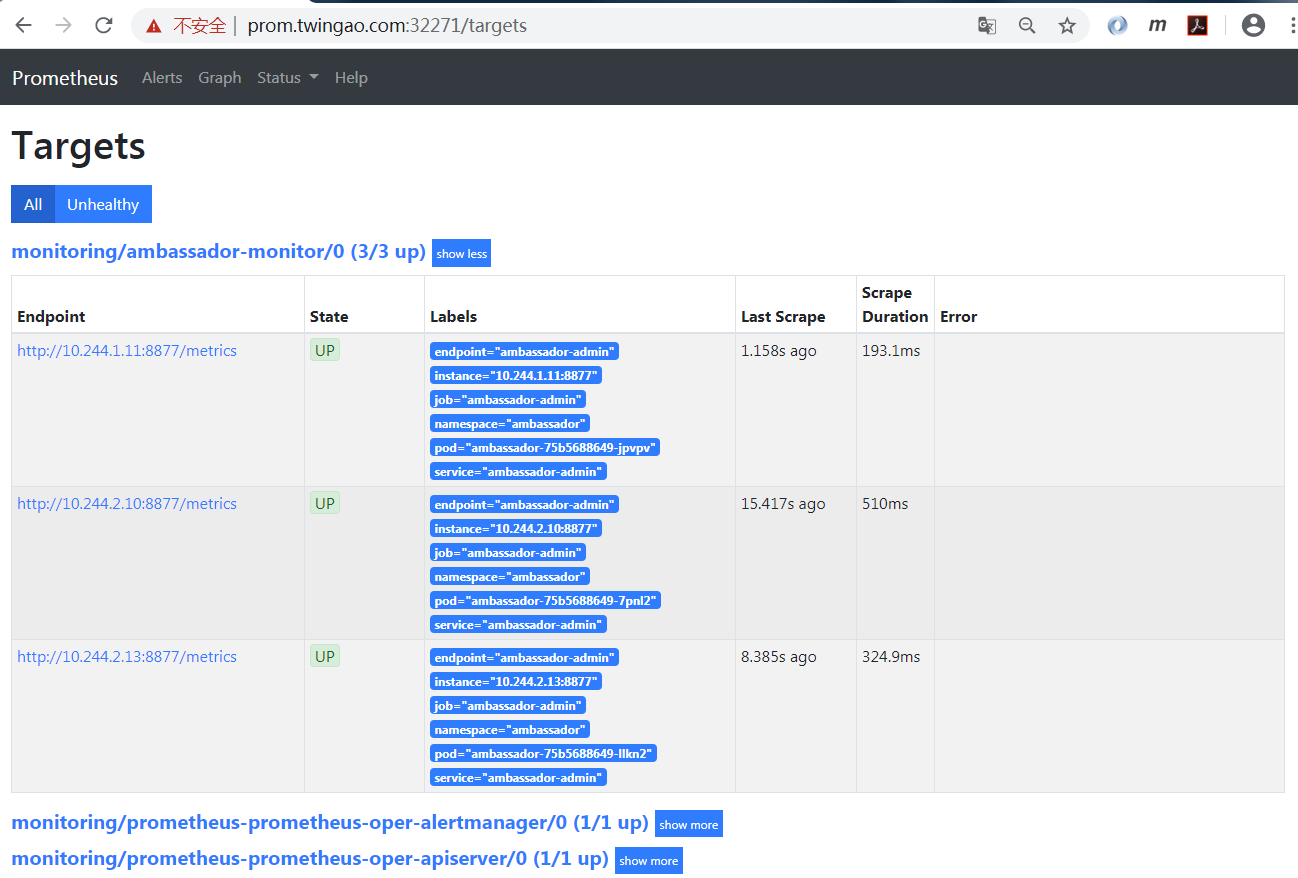 不安全 | prom.twingao.com:32271/targets
Prometheus Alerts Graph Status Help
Targets
All Unhealthy
monitoring/ambassador-monitor/0 (3/3 up) show less
Endpoint State Labels Last Scrape Scrape Duration Error
http://10.244.1.11:8877/metrics UP endpoint="ambassador-admin" 1.158s ago 193.1ms
instance="10.244.1.11:8877"
job="ambassador-admin"
namespace="ambassador"
pod="ambassador-75b5688649-jpvpv"
service="ambassador-admin"
http://10.244.2.10:8877/metrics UP endpoint="ambassador-admin" 15.417s ago 510ms
instance="10.244.2.10:8877"
job="ambassador-admin"
namespace="ambassador"
pod="ambassador-75b5688649-7pnl2"
service="ambassador-admin"
http://10.244.2.13:8877/metrics UP endpoint="ambassador-admin" 8.385s ago 324.9ms
instance="10.244.2.13:8877"
job="ambassador-admin"
namespace="ambassador"
pod="ambassador-75b5688649-llkn2"
service="ambassador-admin"
monitoring/prometheus-prometheus-oper-alertmanager/0 (1/1 up) show more
monitoring/prometheus-prometheus-oper-apiserver/0 (1/1 up) show more